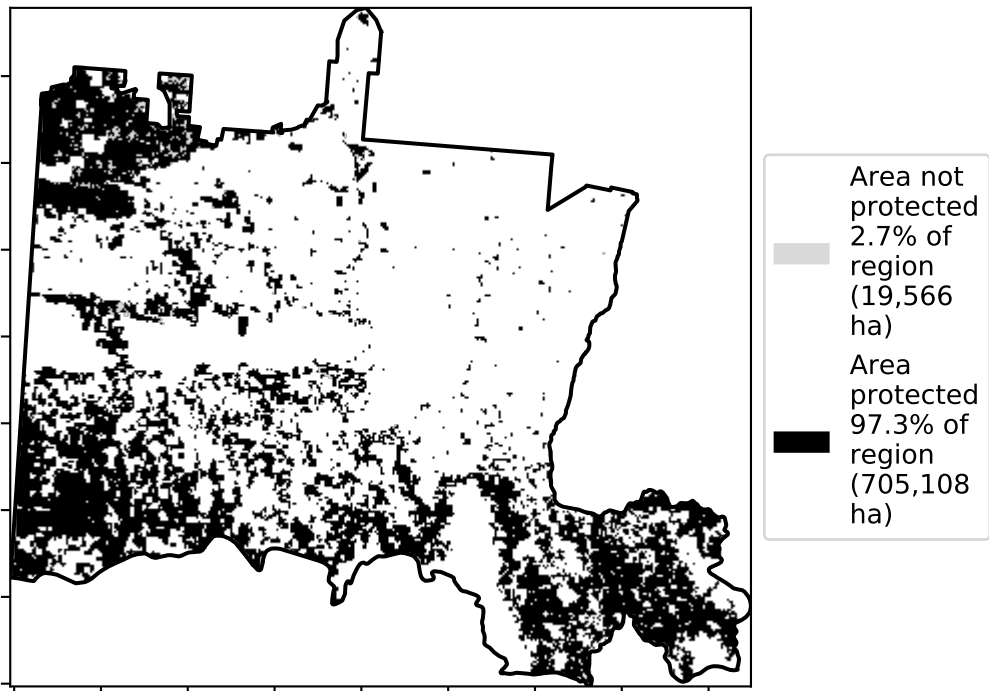 Area not
protected
2.7% of
region
(19,566
ha)
Area
protected
97.3% of
region
(705,108
ha)